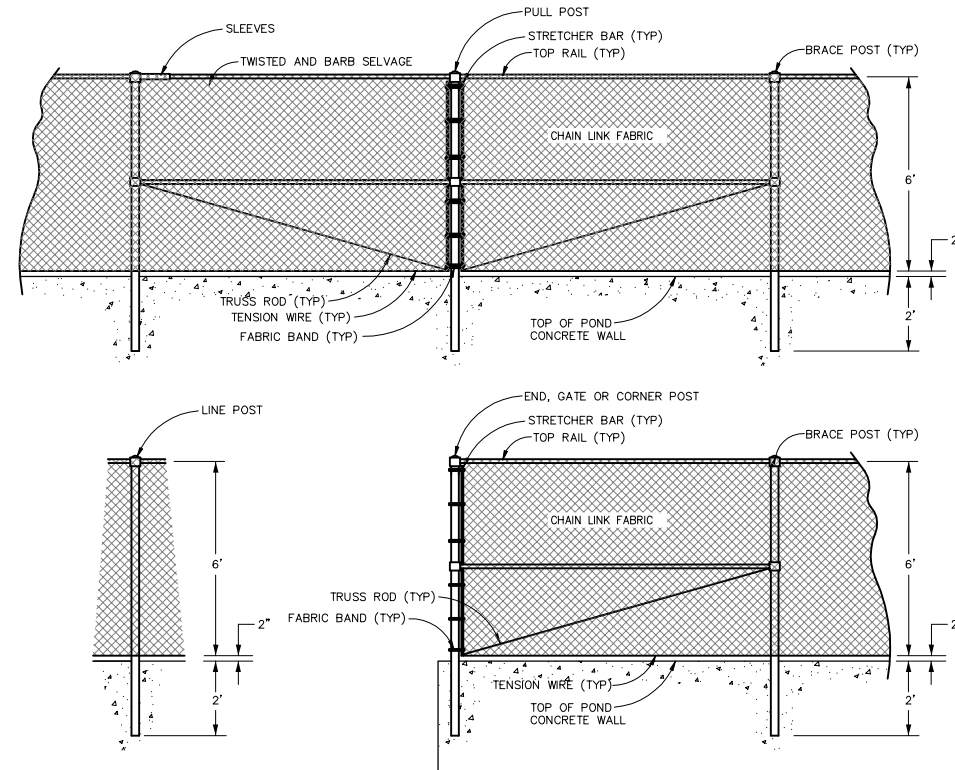 PULL POST
SLEEVES
STRETCHER BAR (TYP)
TOP RAIL (TYP)
BRACE POST (TYP)
TWISTED AND BARB SELVAGE
CHAIN LINK FABRIC
6'
2
TRUSS ROD (TYP)
TENSION WIRE (TYP)
FABRIC BAND (TYP)
TOP OF POND
CONCRETE WALL
2'
END, GATE OR CORNER POST
LINE POST
STRETCHER BAR (TYP)
TOP RAIL (TYP)
BRACE POST (TYP)
CHAIN LINK FABRIC
6'
6'
TRUSS ROD (TYP)
FABRIC BAND (TYP)
2"
2
TENSION WIRE (TYP)
TOP OF POND
CONCRETE WALL
2'
2'